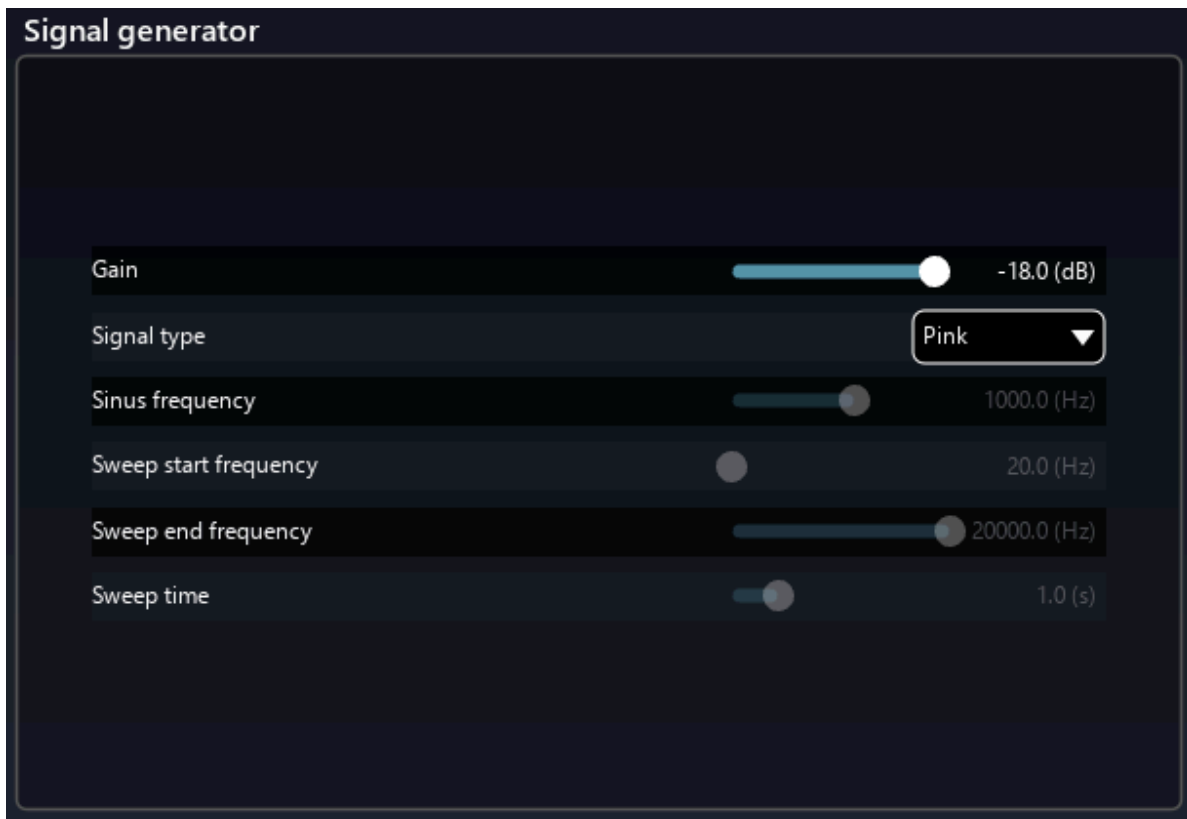 Signal generator
Gain -18.0 (dB)
Signal type Pink
Sinus frequency 1000.0 (Hz)
Sweep start frequency 20.0 (Hz)
Sweep end frequency 20000.0 (Hz)
Sweep time 1.0 (s)